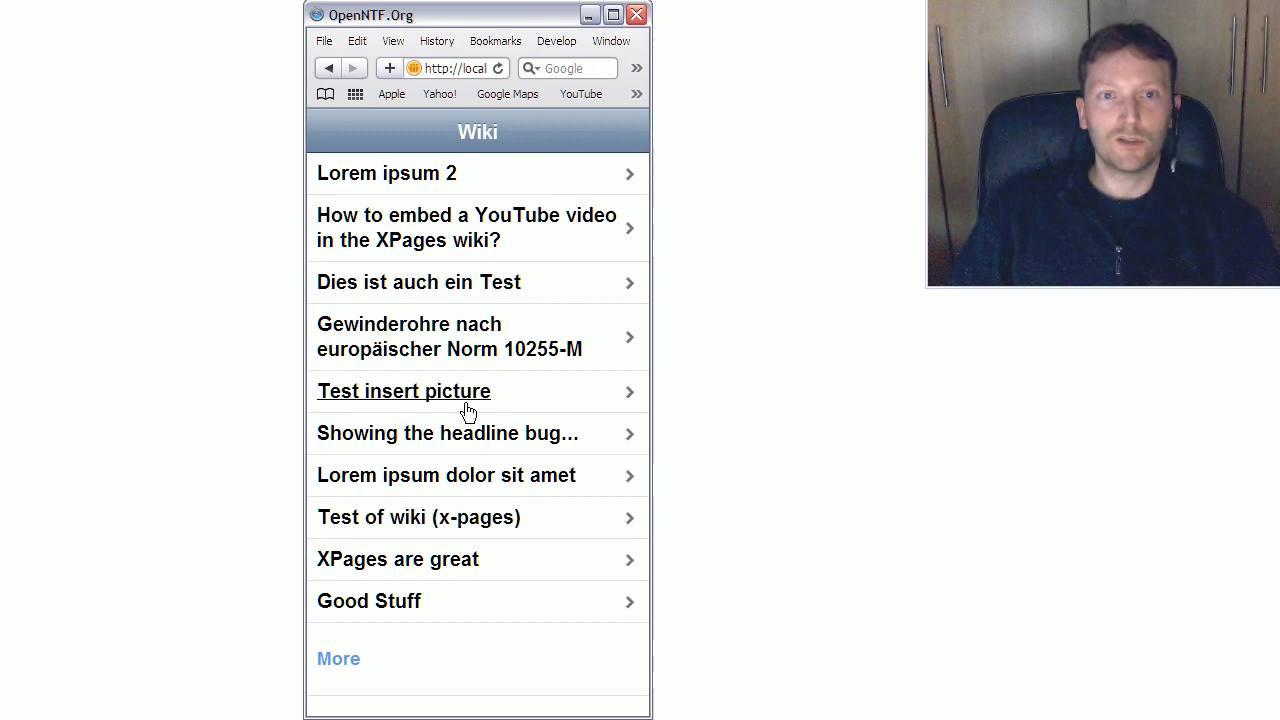 OpenNTF.Org
File Edit View History Bookmarks Develop Window
http://local Google
Apple Yahoo! Google Maps YouTube
Wiki
Lorem ipsum 2
How to embed a YouTube video
in the XPages wiki?
Dies ist auch ein Test
Gewinderohre nach
europäischer Norm 10255-M
Test insert picture
Showing the headline bug...
Lorem ipsum dolor sit amet
Test of wiki (x-pages)
XPages are great
Good Stuff
More